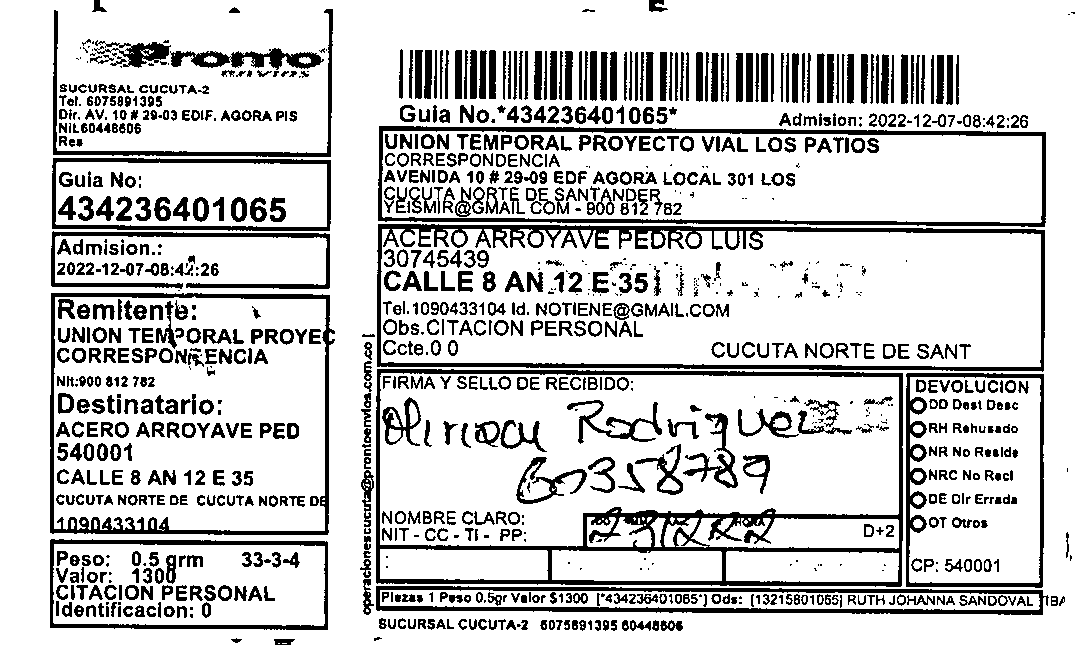 Pronto
envios
SUCURSAL CUCUTA-2
Tel. 6075891395
Dir. AV. 10 # 29-03 EDIF. AGORA PIS
Nit.60448606
Res
Guia No:
434236401065
Admision.:
2022-12-07-08:42:26
Remitente:
UNION TEMPORAL PROYEC
CORRESPONDENCIA
Nit:900 812 782
Destinatario:
ACERO ARROYAVE PED
540001
CALLE 8 AN 12 E 35
CUCUTA NORTE DE CUCUTA NORTE DE
1090433104
Peso: 0.5 grm 33-3-4
Valor: 1300
CITACION PERSONAL
Identificacion: 0
operacionescucuta@prontoenvios.com.co
Guia No.*434236401065*
Admision: 2022-12-07-08:42:26
UNION TEMPORAL PROYECTO VIAL LOS PATIOS
CORRESPONDENCIA
AVENIDA 10 # 29-09 EDF AGORA LOCAL 301 LOS
CUCUTA NORTE DE SANTANDER
YEISMIR@GMAIL COM - 900 812 782
ACERO ARROYAVE PEDRO LUIS
30745439
CALLE 8 AN 12 E 35
Tel.1090433104 Id. NOTIENE@GMAIL.COM
Obs.CITACION PERSONAL
Ccte.0 0 CUCUTA NORTE DE SANT
FIRMA Y SELLO DE RECIBIDO:
Rodriguez
60358789
NOMBRE CLARO:
NIT - CC - TI - PP:
231222
D+2
DEVOLUCION
DD Dest Desc
RH Rehusado
NR No Reside
NRC No Recl
DE Dir Errada
OT Otros
CP: 540001
Piezas 1 Peso 0.5gr Valor $1300 [*434236401065*] Ods: [13215801065] RUTH JOHANNA SANDOVAL TIBA
SUCURSAL CUCUTA-2 6075891395 60448606